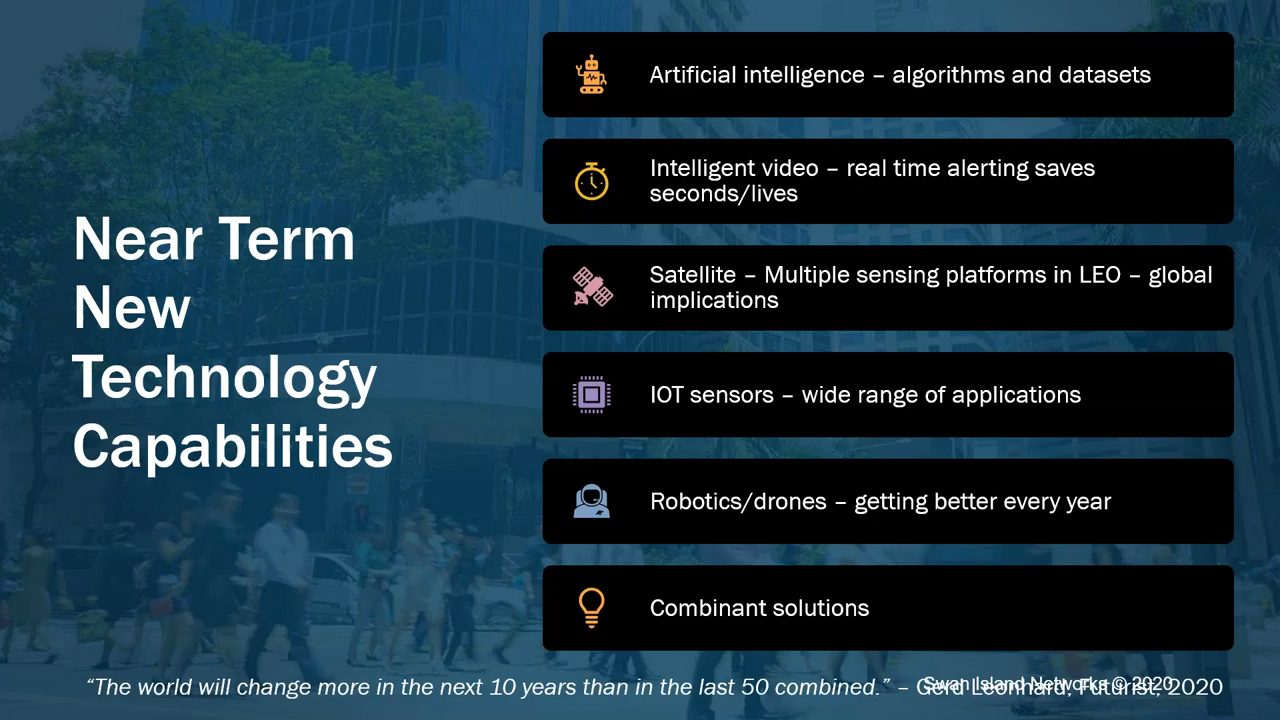 Near Term
New
Technology
Capabilities
Artificial intelligence – algorithms and datasets
Intelligent video – real time alerting saves
seconds/lives
Satellite – Multiple sensing platforms in LEO – global
implications
IOT sensors – wide range of applications
Robotics/drones – getting better every year
Combinant solutions
“The world will change more in the next 10 years than in the last 50 combined.” – Gerd Leonhard, Futurist, 2020
Swan Island Networks © 2020